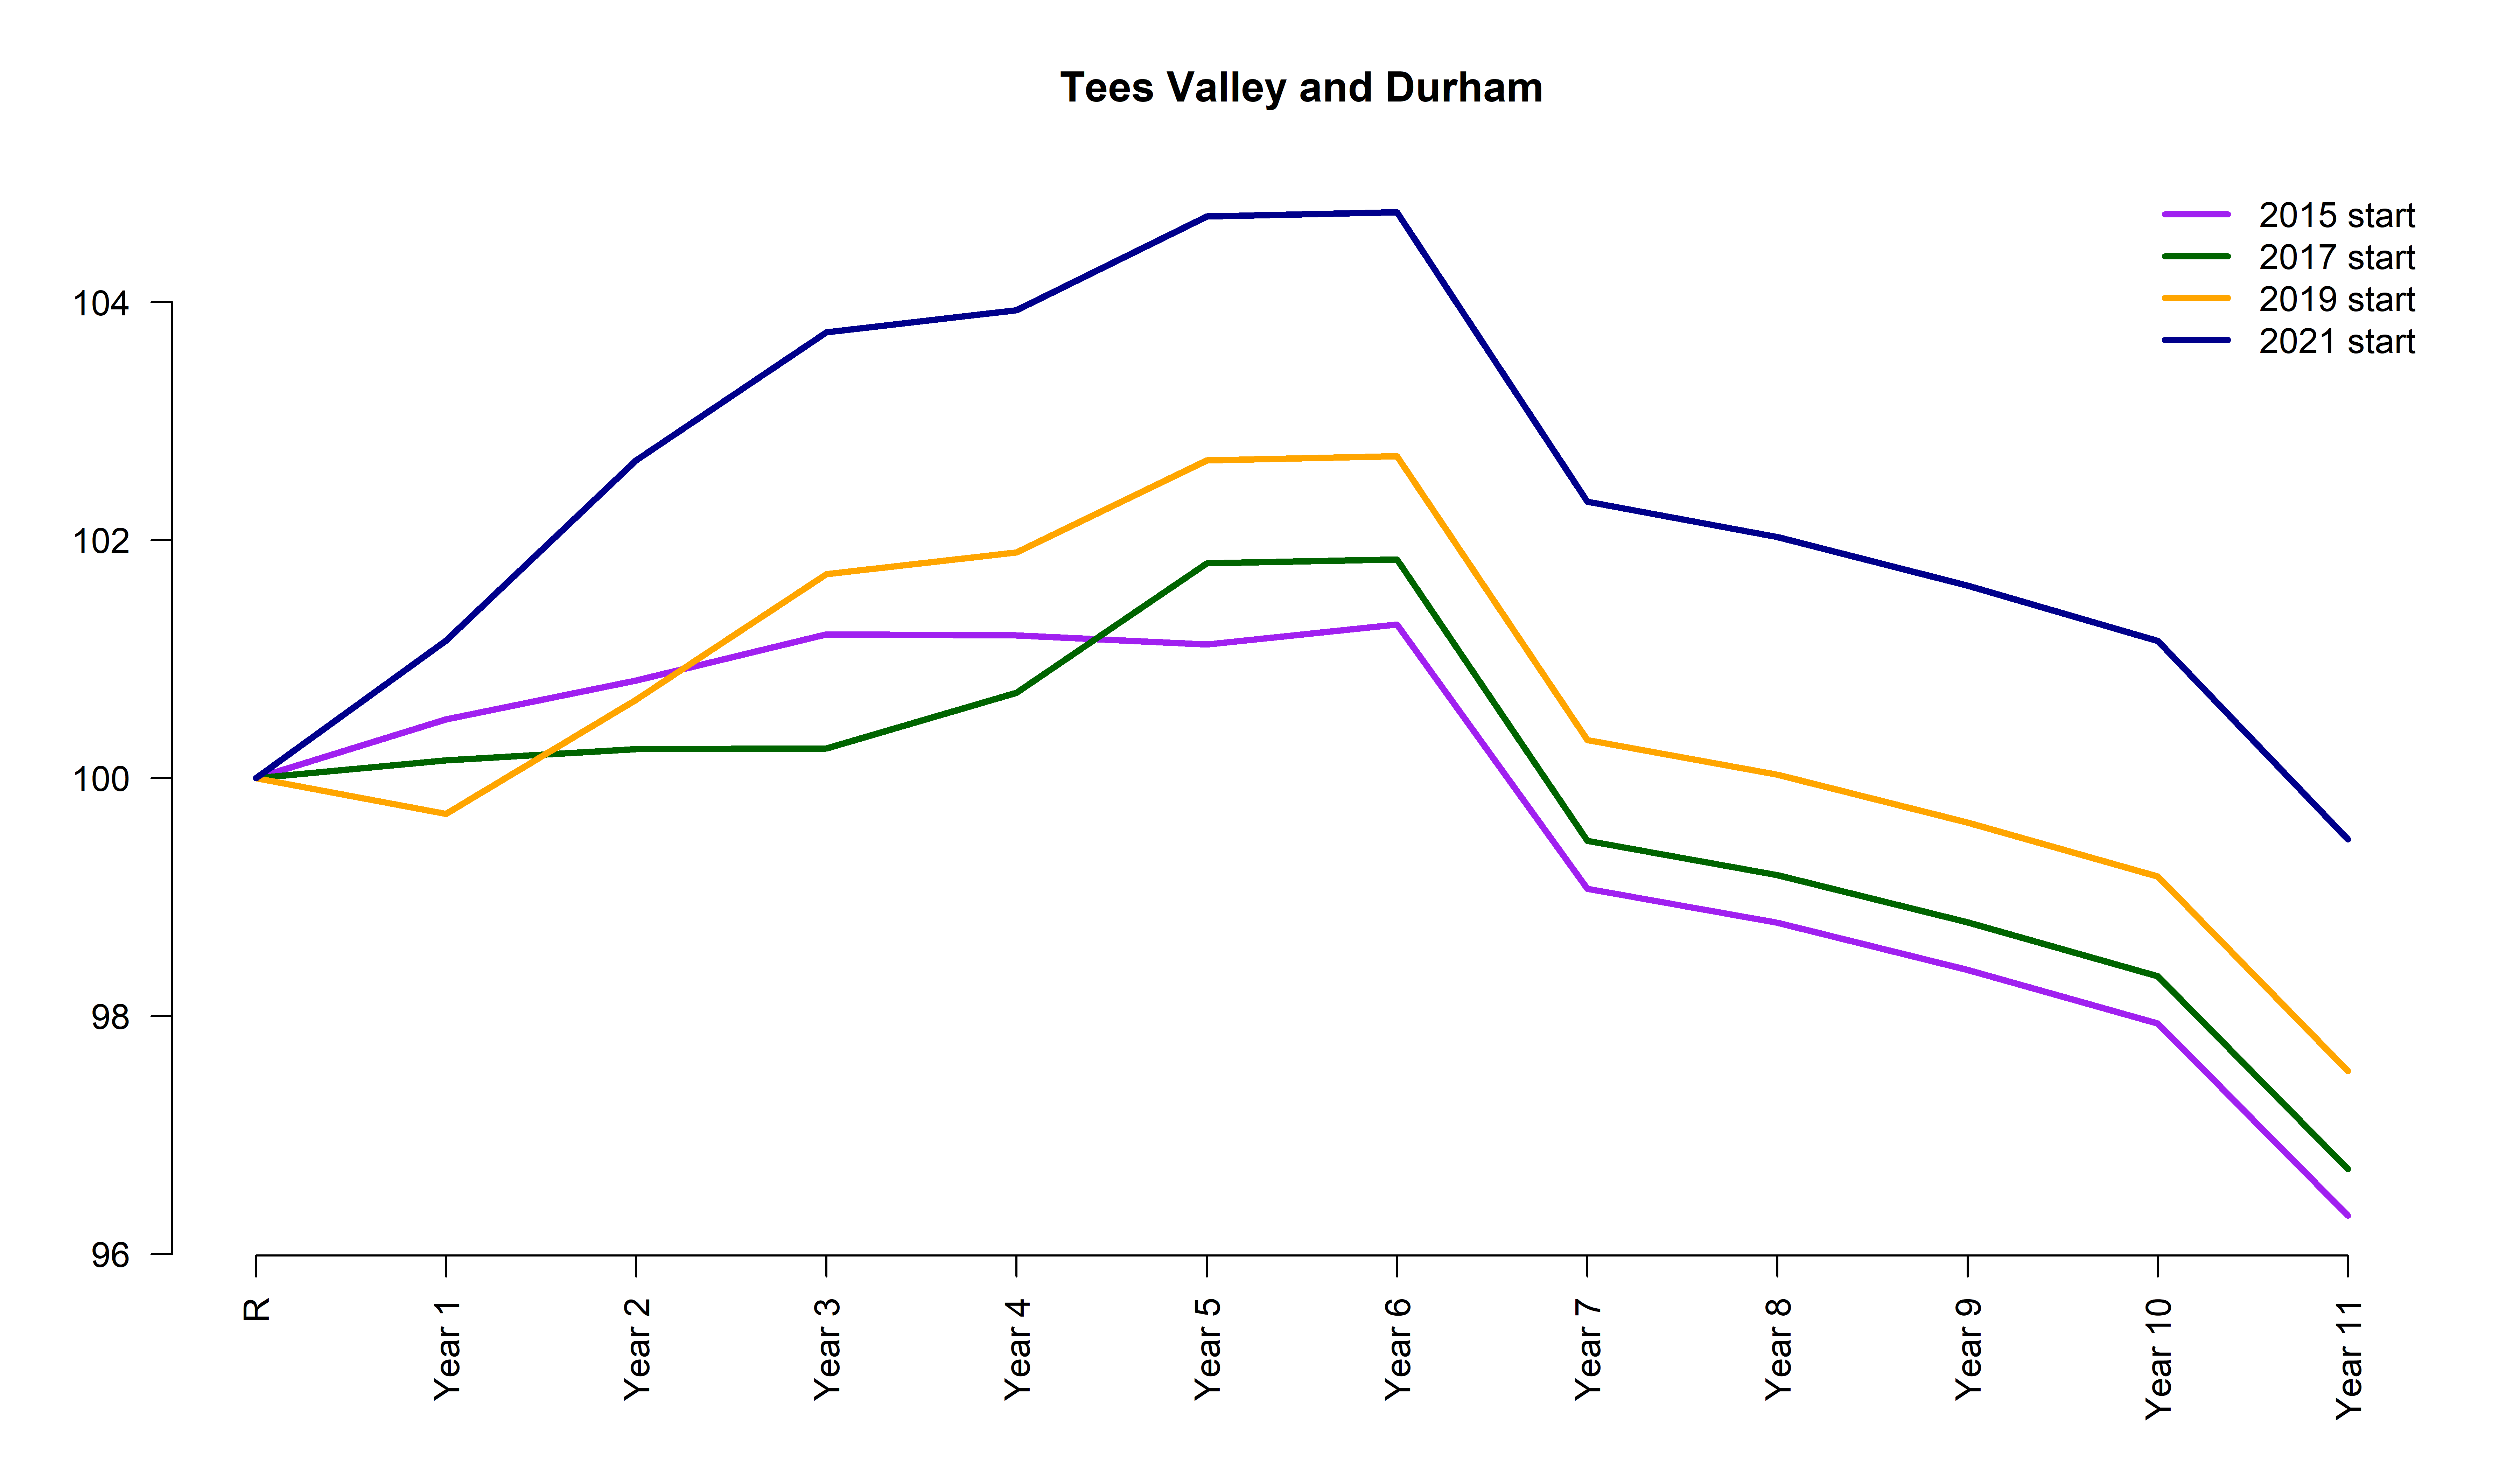 Tees Valley and Durham
2015 start
2017 start
2019 start
2021 start
104
102
100
98
96
R
Year 1
Year 2
Year 3
Year 4
Year 5
Year 6
Year 7
Year 8
Year 9
Year 10
Year 11